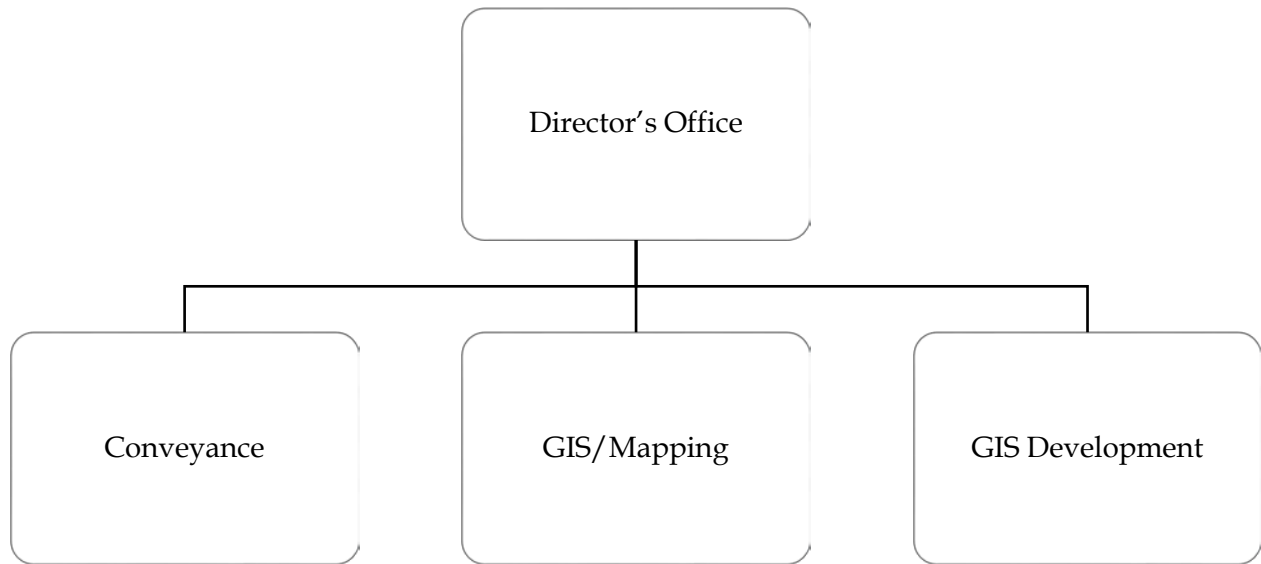 Director’s Office
Conveyance
GIS/Mapping
GIS Development